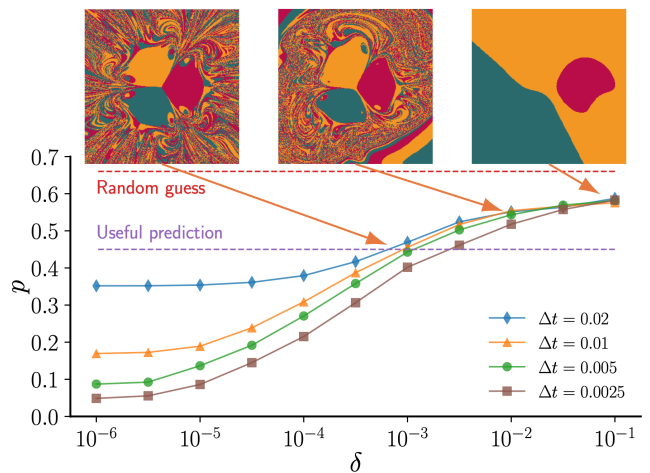 0.7
0.6
0.5
0.4
0.3
0.2
0.1
0.0
p
Random guess
Useful prediction
Δt = 0.02
Δt = 0.01
Δt = 0.005
Δt = 0.0025
10⁻⁶ 10⁻⁵ 10⁻⁴ 10⁻³ 10⁻² 10⁻¹
δ